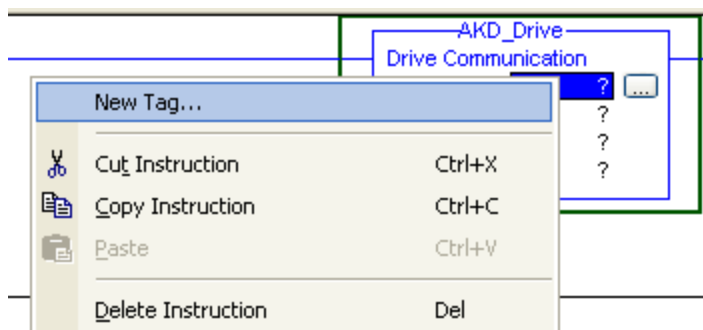 AKD_Drive
Drive Communication
? ...
?
?
?
New Tag...
Cut Instruction Ctrl+X
Copy Instruction Ctrl+C
Paste Ctrl+V
Delete Instruction Del